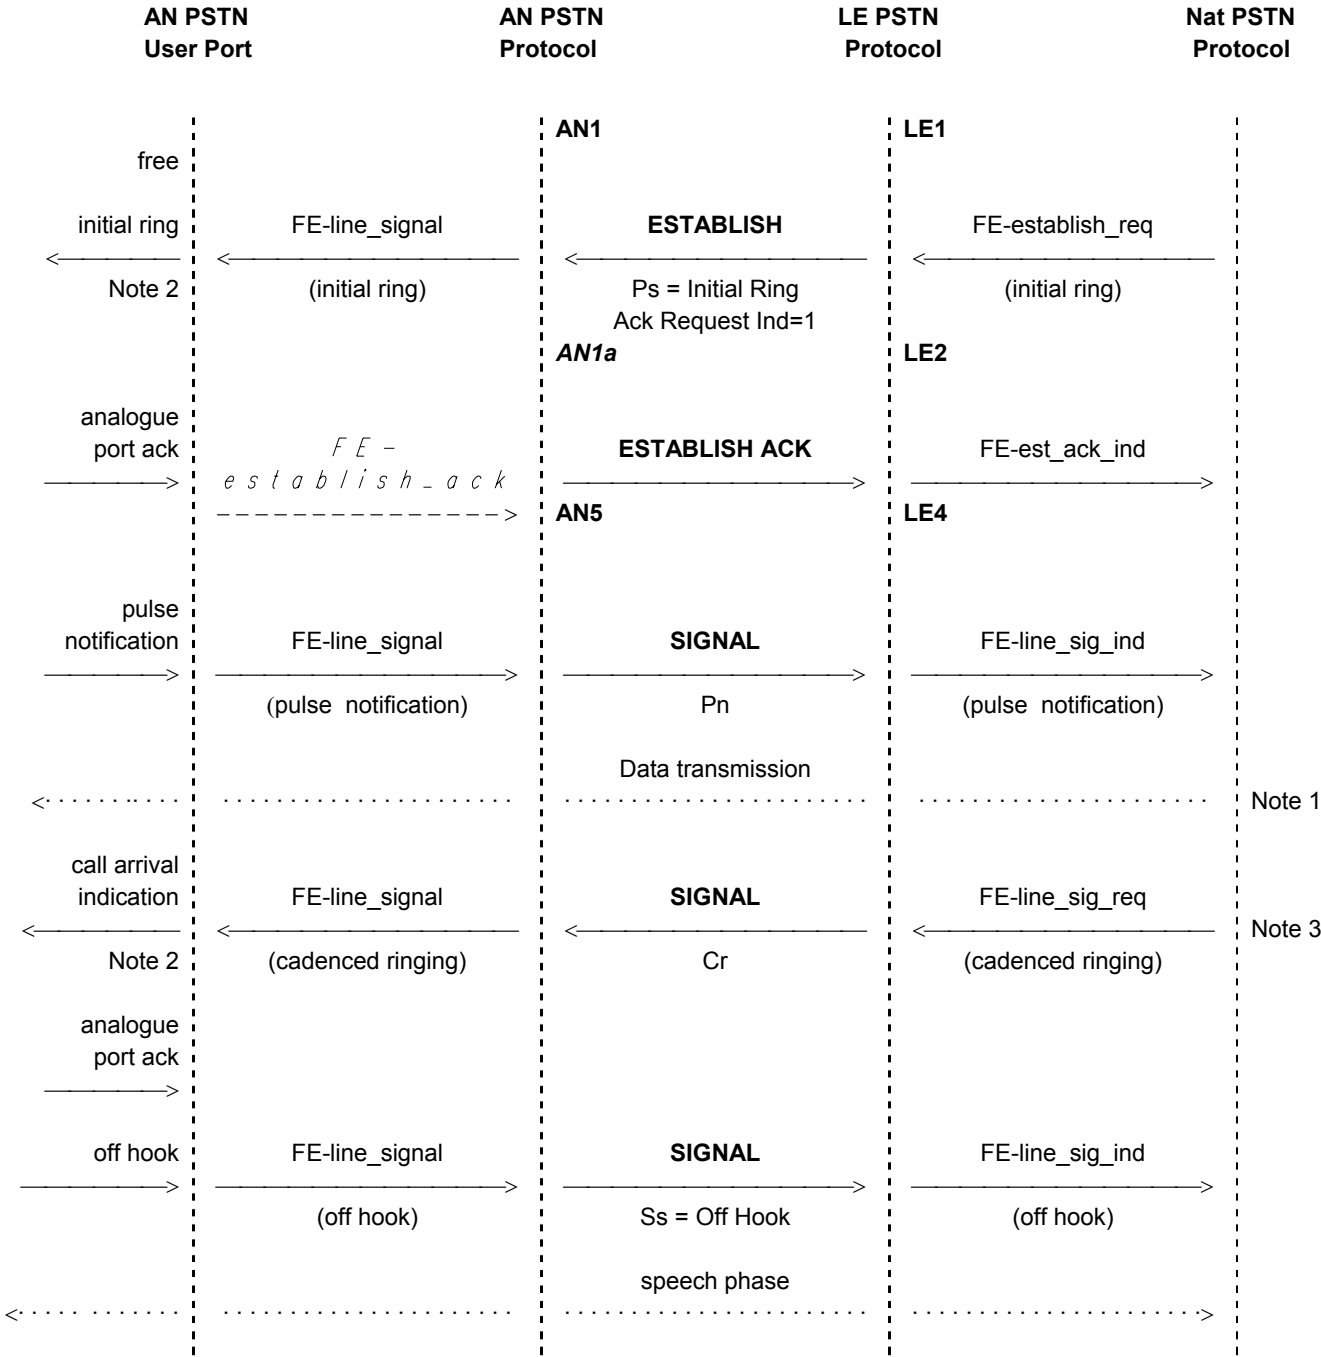 AN PSTN AN PSTN LE PSTN Nat PSTN
User Port Protocol Protocol Protocol
AN1 LE1
free
initial ring FE-line_signal ESTABLISH FE-establish_req
Note 2 (initial ring) Ps = Initial Ring (initial ring)
Ack Request Ind=1
AN1a LE2
analogue
port ack FE- ESTABLISH ACK FE-est_ack_ind
establish_ack
AN5 LE4
pulse
notification FE-line_signal SIGNAL FE-line_sig_ind
(pulse notification) Pn (pulse notification)
Data transmission
Note 1
call arrival
indication FE-line_signal SIGNAL FE-line_sig_req
Note 3
Note 2 (cadenced ringing) Cr (cadenced ringing)
analogue
port ack
off hook FE-line_signal SIGNAL FE-line_sig_ind
(off hook) Ss = Off Hook (off hook)
speech phase